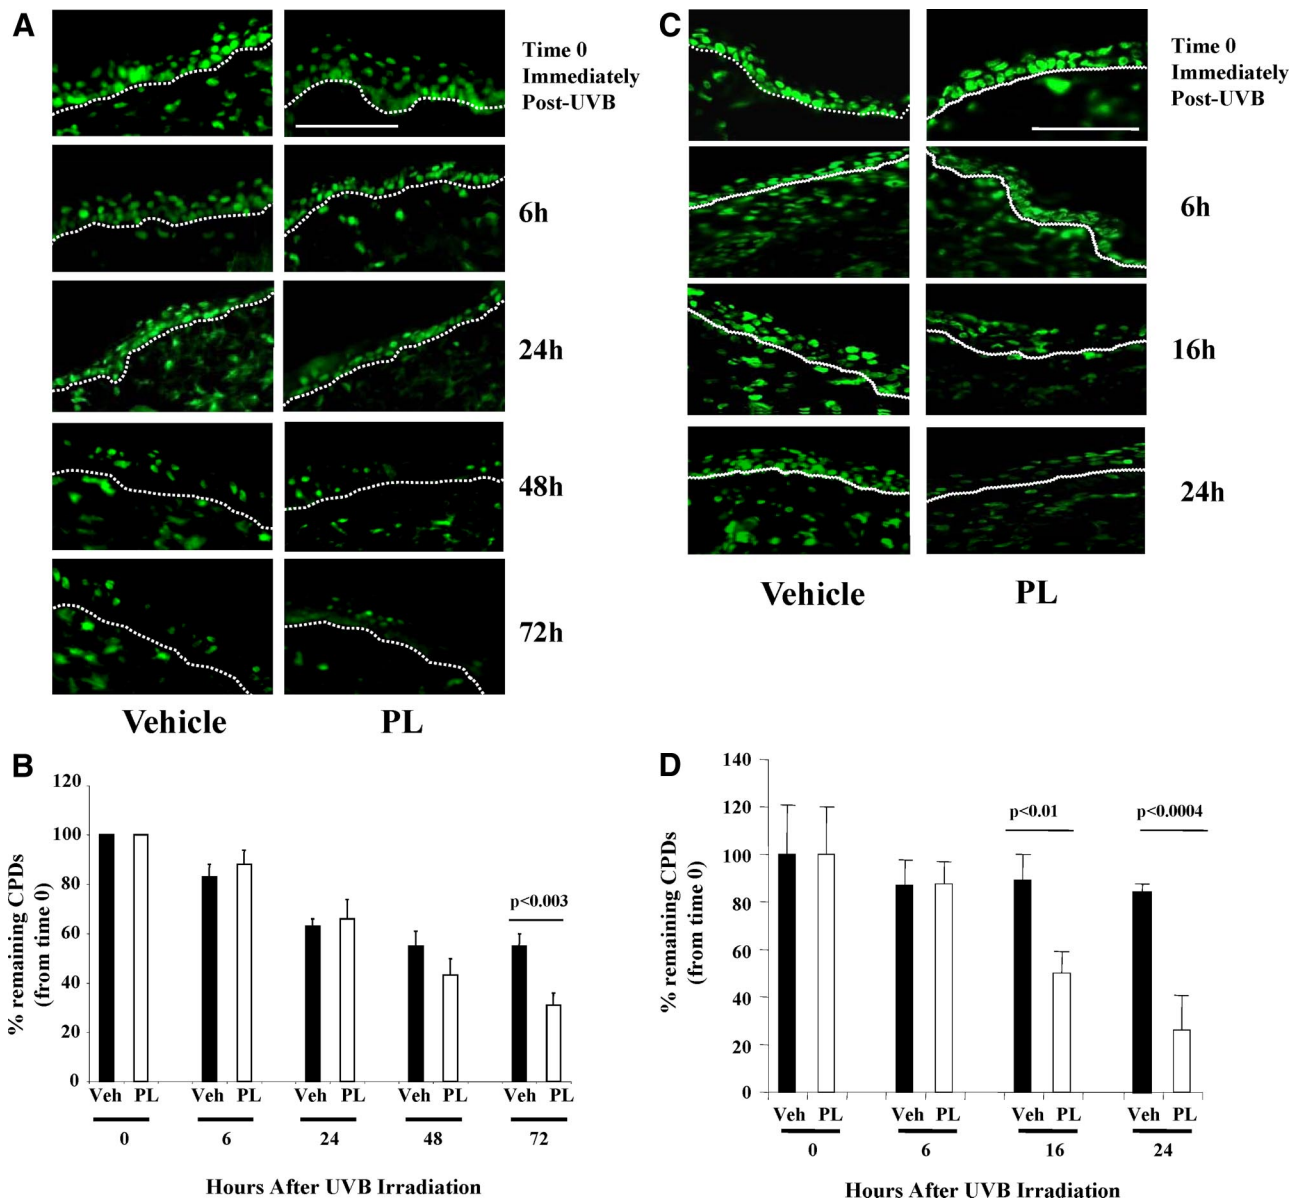 A
Time 0
Immediately
Post-UVB
6h
24h
48h
72h
Vehicle PL
C
Time 0
Immediately
Post-UVB
6h
16h
24h
Vehicle PL
B
120
100
80
60
40
20
0
% remaining CPDs
(from time 0)
p<0.003
Veh PL Veh PL Veh PL Veh PL Veh PL
0 6 24 48 72
Hours After UVB Irradiation
D
140
120
100
80
60
40
20
0
% remaining CPDs
(from time 0)
p<0.01 p<0.0004
Veh PL Veh PL Veh PL Veh PL
0 6 16 24
Hours After UVB Irradiation